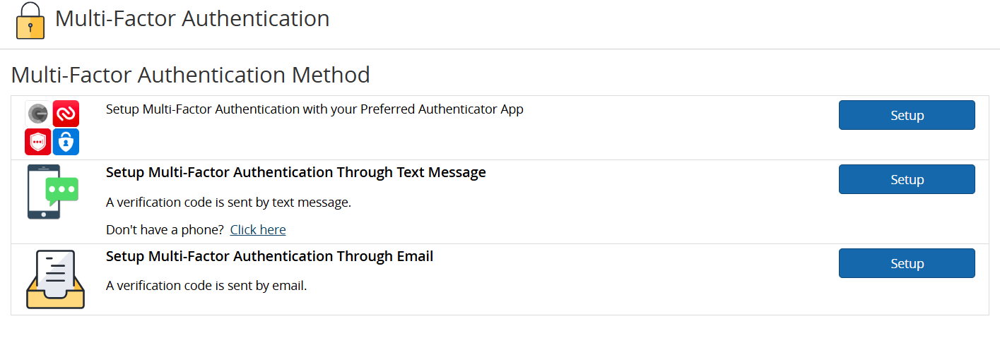 Multi-Factor Authentication
Multi-Factor Authentication Method
Setup Multi-Factor Authentication with your Preferred Authenticator App
Setup
Setup Multi-Factor Authentication Through Text Message
Setup
A verification code is sent by text message.
Don't have a phone? Click here
Setup Multi-Factor Authentication Through Email
Setup
A verification code is sent by email.